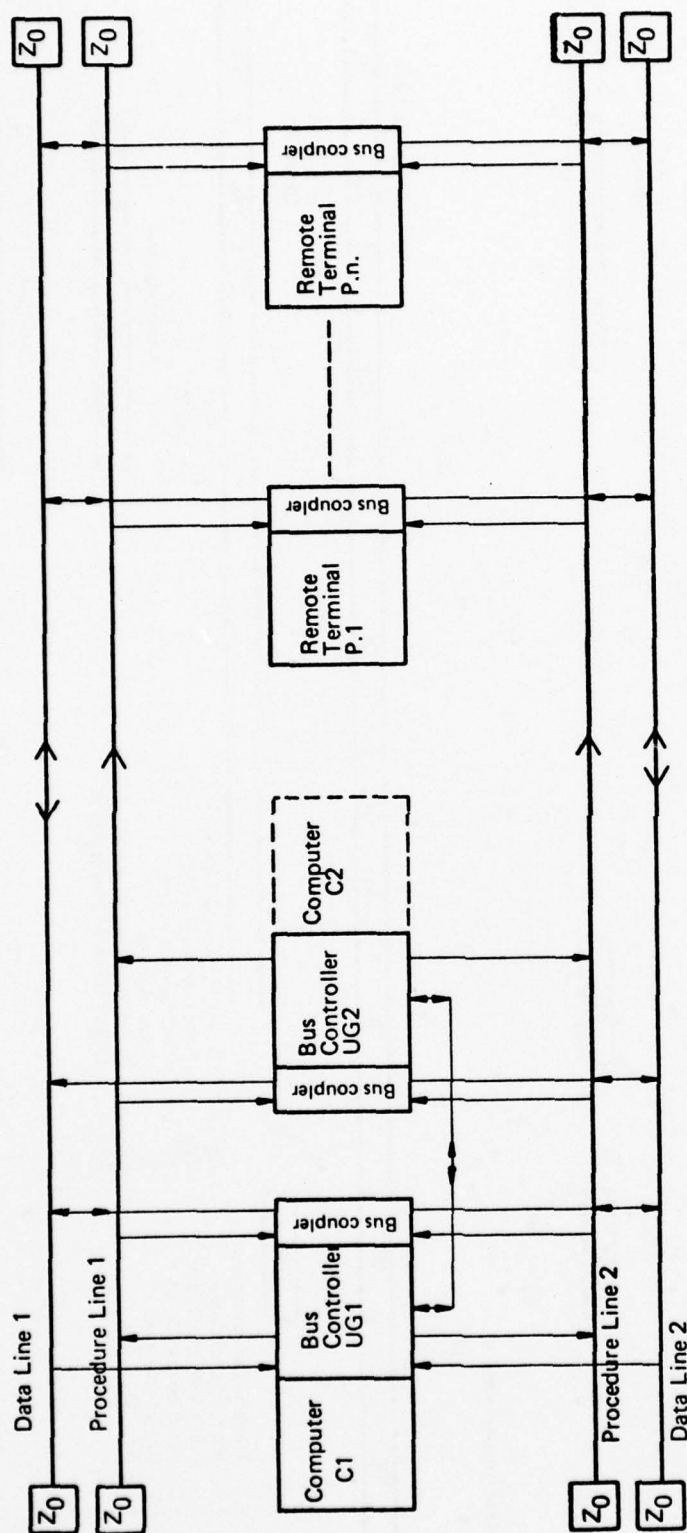 Z0
Z0
Data Line 1
Procedure Line 1
Z0
Z0
Computer
C1
Bus
Controller
UG1
Bus coupler
Bus coupler
Bus
Controller
UG2
Computer
C2
Remote
Terminal
P.1
Bus coupler
Remote
Terminal
P.n.
Bus coupler
Procedure Line 2
Data Line 2
Z0
Z0
Z0
Z0